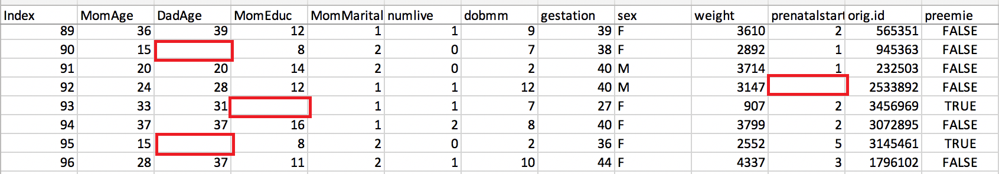 Index MomAge DadAge MomEduc MomMarital numlive dobmm gestation sex weight prenatalstart orig.id preemie
89 36 39 12 1 1 9 39 F 3610 2 565351 FALSE
90 15 8 2 0 7 38 F 2892 1 945363 FALSE
91 20 20 14 2 0 2 40 M 3714 1 232503 FALSE
92 24 28 12 1 1 12 40 M 3147 2533892 FALSE
93 33 31 1 1 7 27 F 907 2 3456969 TRUE
94 37 37 16 1 2 8 40 F 3799 2 3072895 FALSE
95 15 8 2 0 2 36 F 2552 5 3145461 TRUE
96 28 37 11 2 1 10 44 F 4337 3 1796102 FALSE